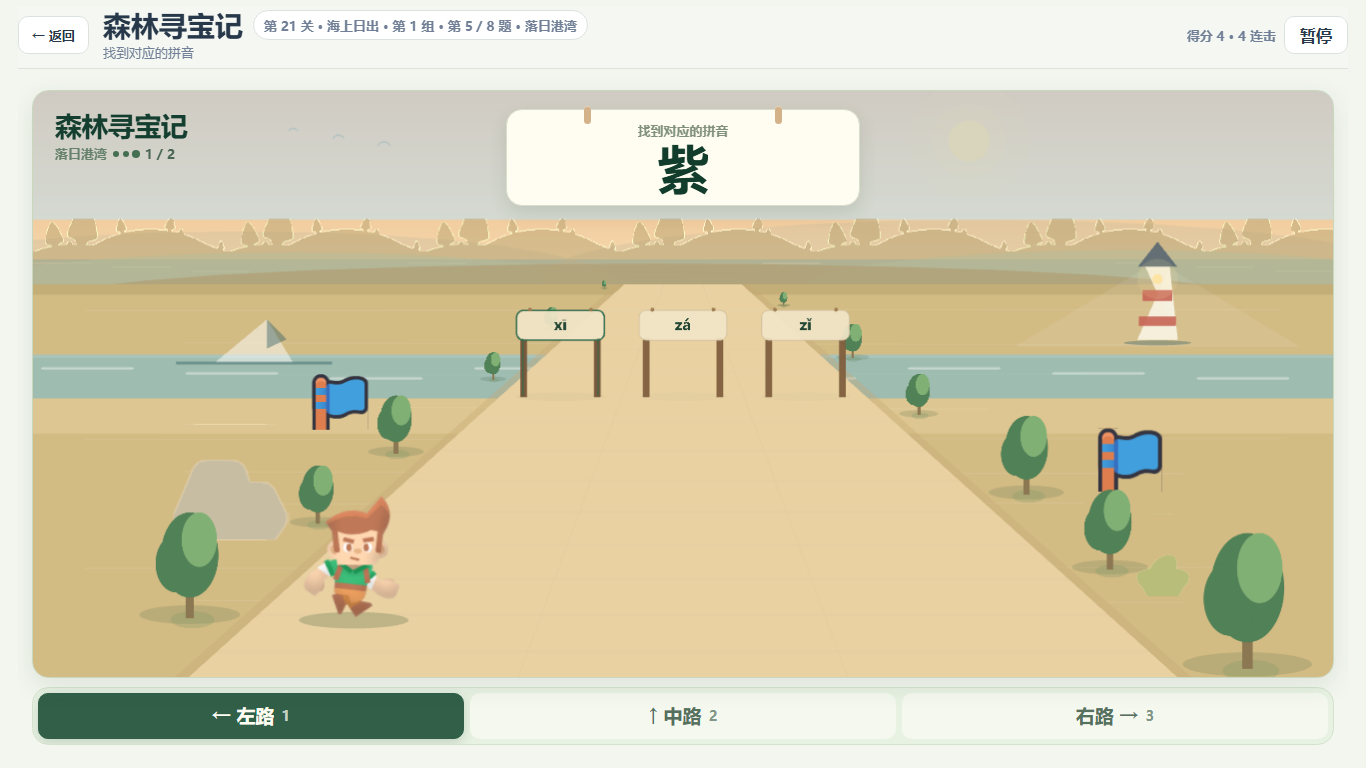 ← 返回
森林寻宝记
第 21 关 • 海上日出 • 第 1 组 • 第 5 / 8 题 • 落日港湾
找到对应的拼音
得分 4 • 4 连击
暂停
森林寻宝记
落日港湾 ●●● 1 / 2
找到对应的拼音
紫
xī
zá
zǐ
← 左路 1
↑ 中路 2
右路 → 3